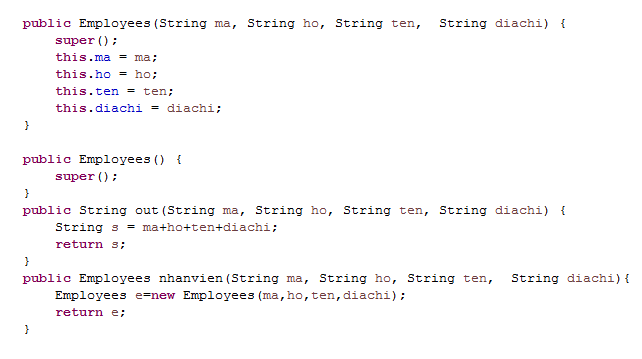 public Employees(String ma, String ho, String ten,  String diachi) {
    super();
    this.ma = ma;
    this.ho = ho;
    this.ten = ten;
    this.diachi = diachi;
}

public Employees() {
    super();
}
public String out(String ma, String ho, String ten, String diachi) {
    String s = ma+ho+ten+diachi;
    return s;
}
public Employees nhanvien(String ma, String ho, String ten,  String diachi){
    Employees e=new Employees(ma,ho,ten,diachi);
    return e;
}